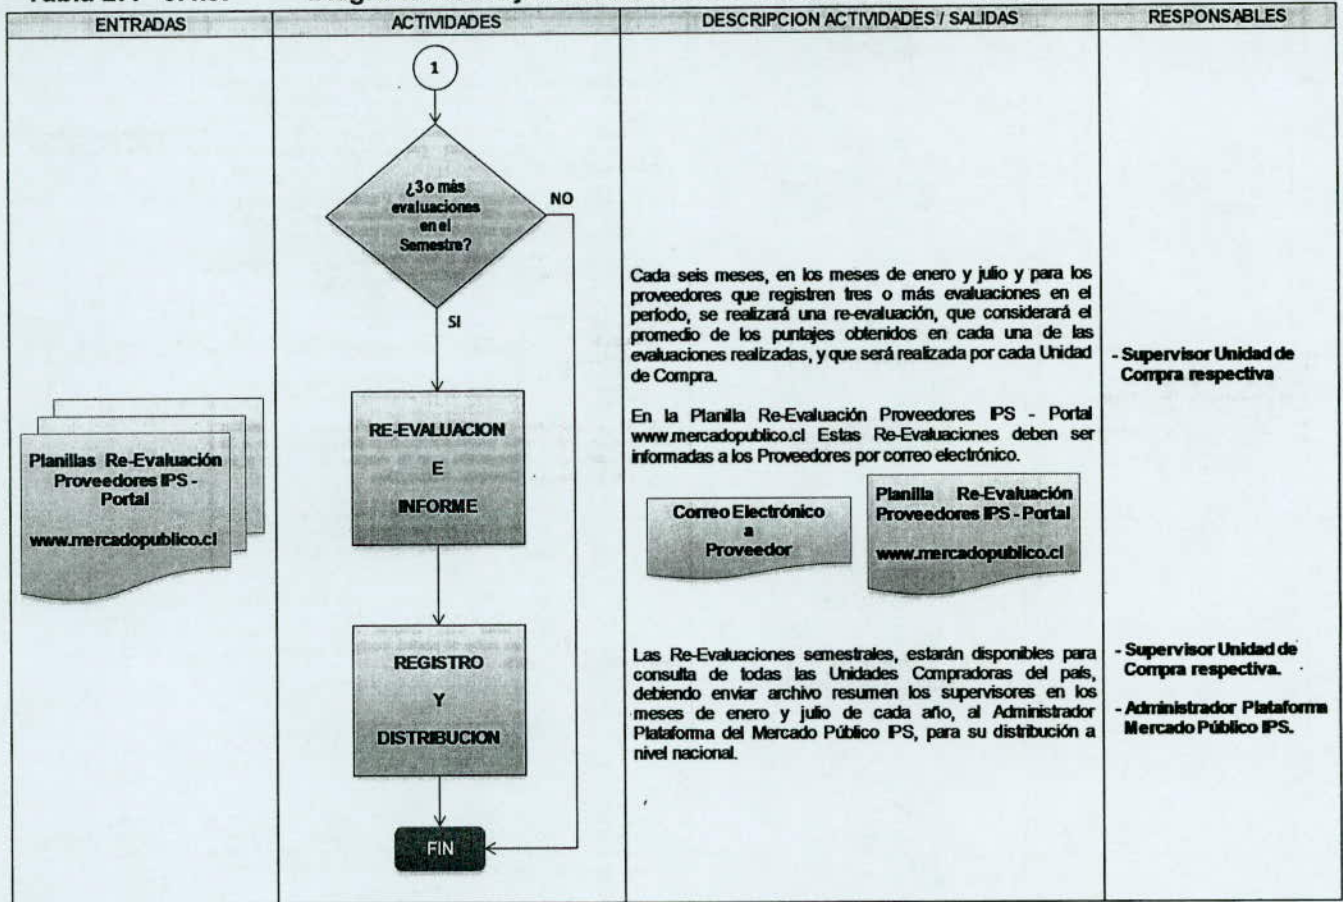 ENTRADAS
ACTIVIDADES
DESCRIPCION ACTIVIDADES / SALIDAS
RESPONSABLES
1
¿3 o más
evaluaciones
en el
Semestre?
NO
SI
Planillas Re-Evaluación
Proveedores IPS -
Portal
www.mercadopublico.cl
RE-EVALUACION
E
INFORME
REGISTRO
Y
DISTRIBUCION
FIN
Cada seis meses, en los meses de enero y julio y para los
proveedores que registren tres o más evaluaciones en el
período, se realizará una re-evaluación, que considerará el
promedio de los puntajes obtenidos en cada una de las
evaluaciones realizadas, y que será realizada por cada Unidad
de Compra.
En la Planilla Re-Evaluación Proveedores IPS - Portal
www.mercadopublico.cl Estas Re-Evaluaciones deben ser
informadas a los Proveedores por correo electrónico.
Correo Electrónico
a
Proveedor
Planilla Re-Evaluación
Proveedores IPS - Portal
www.mercadopublico.cl
Las Re-Evaluaciones semestrales, estarán disponibles para
consulta de todas las Unidades Compradoras del país,
debiendo enviar archivo resumen los supervisores en los
meses de enero y julio de cada año, al Administrador
Plataforma del Mercado Público IPS, para su distribución a
nivel nacional.
- Supervisor Unidad de
Compra respectiva
- Supervisor Unidad de
Compra respectiva.
- Administrador Plataforma
Mercado Público IPS.